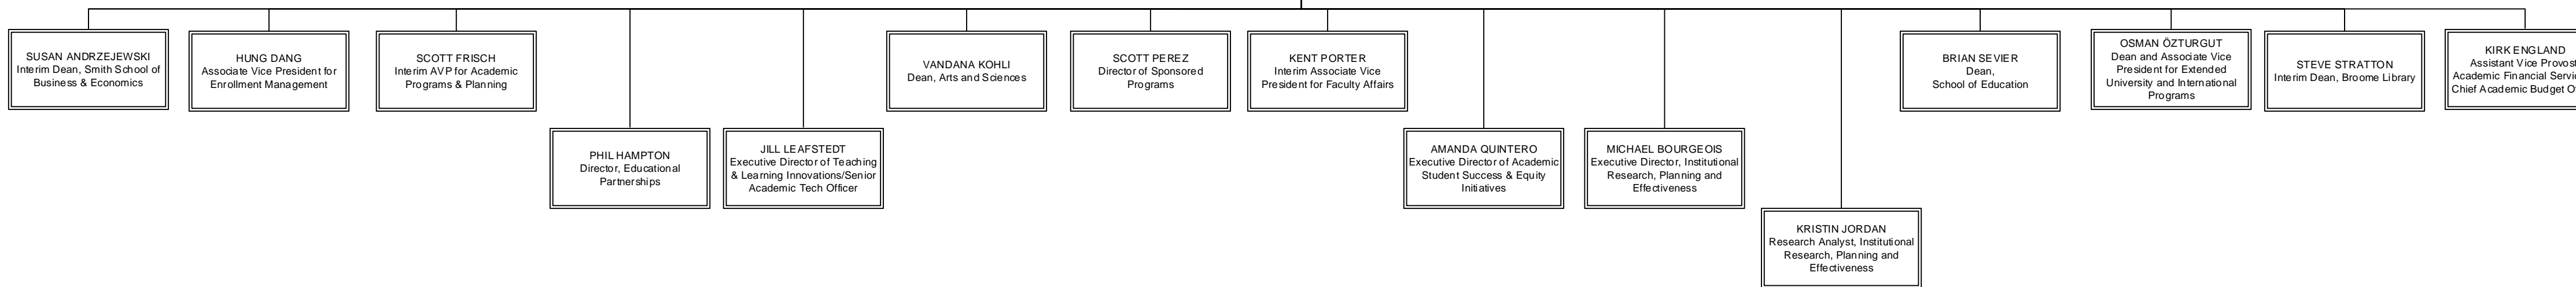 SUSAN ANDRZEJEWSKI
Interim Dean, Smith School of
Business & Economics
HUNG DANG
Associate Vice President for
Enrollment Management
SCOTT FRISCH
Interim AVP for Academic
Programs & Planning
PHIL HAMPTON
Director, Educational
Partnerships
JILL LEAFSTEDT
Executive Director of Teaching
& Learning Innovations/Senior
Academic Tech Officer
VANDANA KOHLI
Dean, Arts and Sciences
SCOTT PEREZ
Director of Sponsored
Programs
KENT PORTER
Interim Associate Vice
President for Faculty Affairs
AMANDA QUINTERO
Executive Director of Academic
Student Success & Equity
Initiatives
MICHAEL BOURGEOIS
Executive Director, Institutional
Research, Planning and
Effectiveness
KRISTIN JORDAN
Research Analyst, Institutional
Research, Planning and
Effectiveness
BRIAN SEVIER
Dean,
School of Education
OSMAN ÖZTURGUT
Dean and Associate Vice
President for Extended
University and International
Programs
STEVE STRATTON
Interim Dean, Broome Library
KIRK ENGLAND
Assistant Vice Provost
Academic Financial
Chief Academic Budget